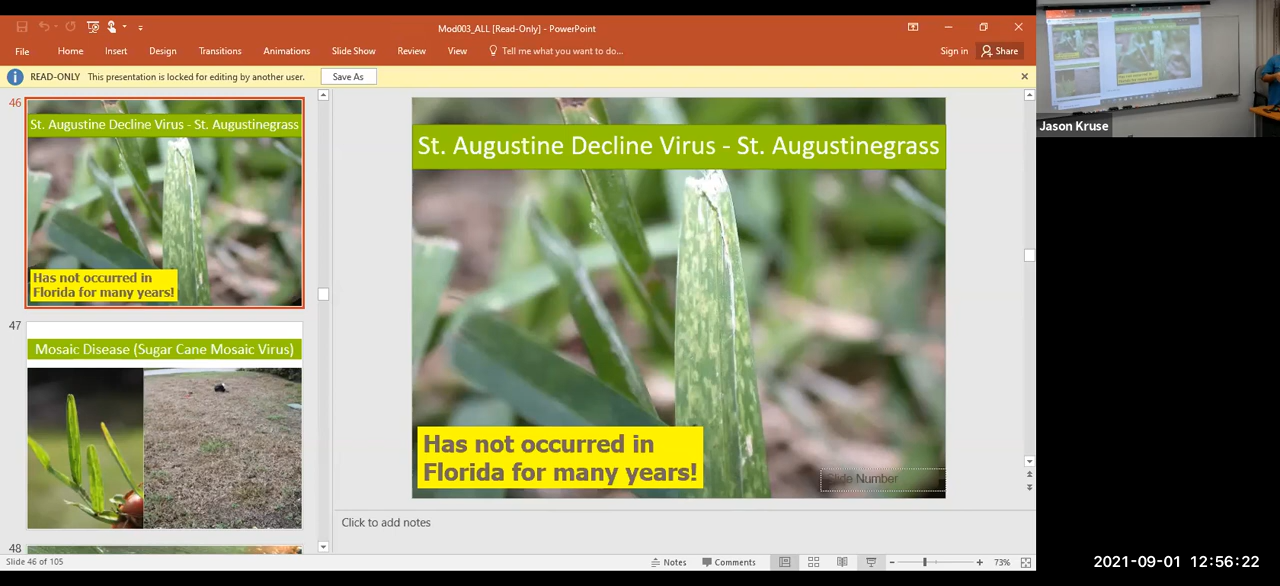 Mod003_ALL [Read-Only] - PowerPoint
File Home Insert Design Transitions Animations Slide Show Review View Tell me what you want to do... Sign in Share
READ-ONLY This presentation is locked for editing by another user. Save As
46
St. Augustine Decline Virus - St. Augustinegrass
Has not occurred in
Florida for many years!
47
Mosaic Disease (Sugar Cane Mosaic Virus)
48
St. Augustine Decline Virus - St. Augustinegrass
Has not occurred in
Florida for many years!
Slide Number
Click to add notes
Slide 46 of 105
Notes Comments 73%
Jason Kruse
2021-09-01 12:56:22